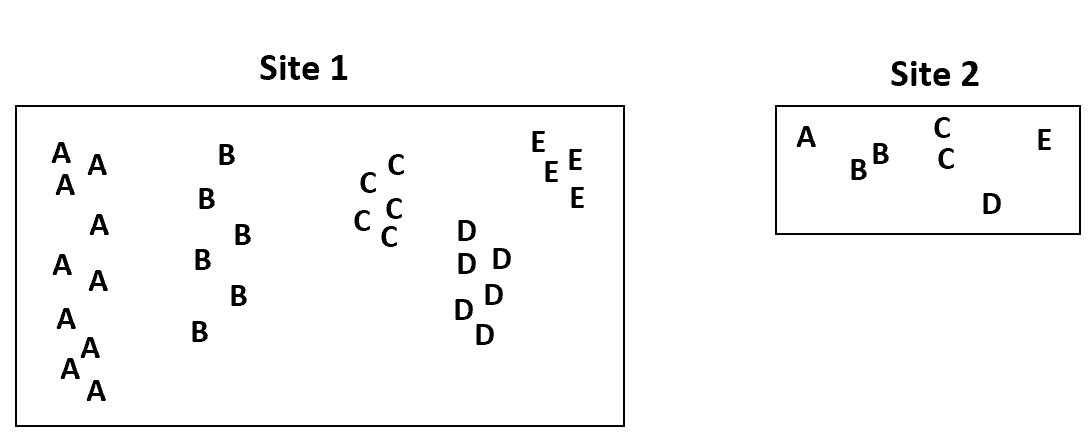 Site 1
A A A A A A A A A A
B B B B B B
C C C C C
D D D D D D
E E E E
Site 2
A
B B
C C
D
E